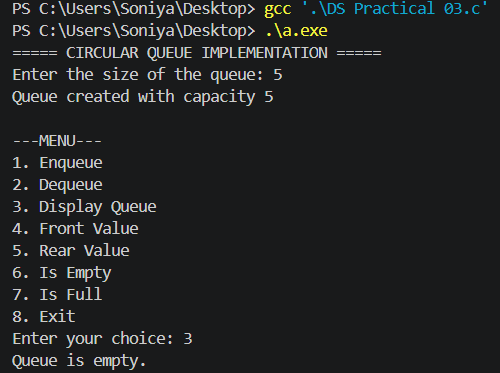 PS C:\Users\Soniya\Desktop> gcc '.\DS Practical 03.c'
PS C:\Users\Soniya\Desktop> .\a.exe
===== CIRCULAR QUEUE IMPLEMENTATION =====
Enter the size of the queue: 5
Queue created with capacity 5

---MENU---
1. Enqueue
2. Dequeue
3. Display Queue
4. Front Value
5. Rear Value
6. Is Empty
7. Is Full
8. Exit
Enter your choice: 3
Queue is empty.